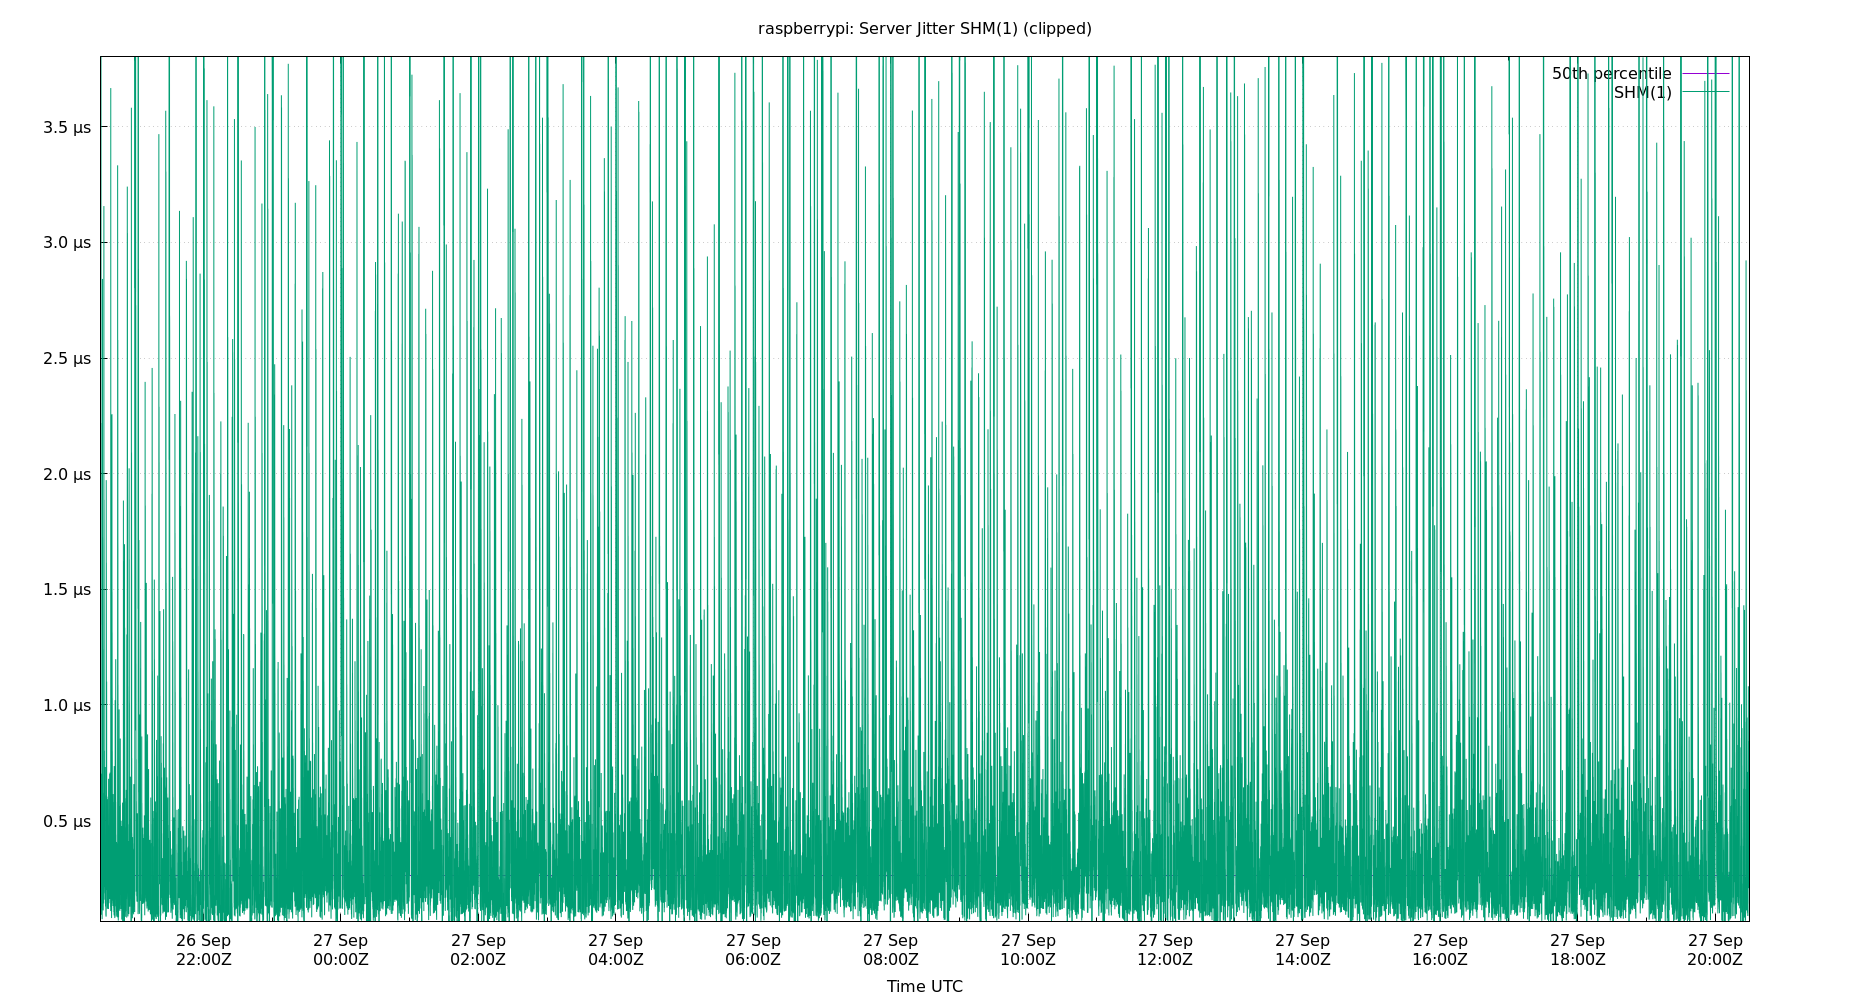 raspberrypi: Server Jitter SHM(1) (clipped)
50th percentile
SHM(1)
3.5 μs
3.0 μs
2.5 μs
2.0 μs
1.5 μs
1.0 μs
0.5 μs
26 Sep 27 Sep 27 Sep 27 Sep 27 Sep 27 Sep 27 Sep 27 Sep 27 Sep 27 Sep 27 Sep 27 Sep
22:00Z 00:00Z 02:00Z 04:00Z 06:00Z 08:00Z 10:00Z 12:00Z 14:00Z 16:00Z 18:00Z 20:00Z
Time UTC